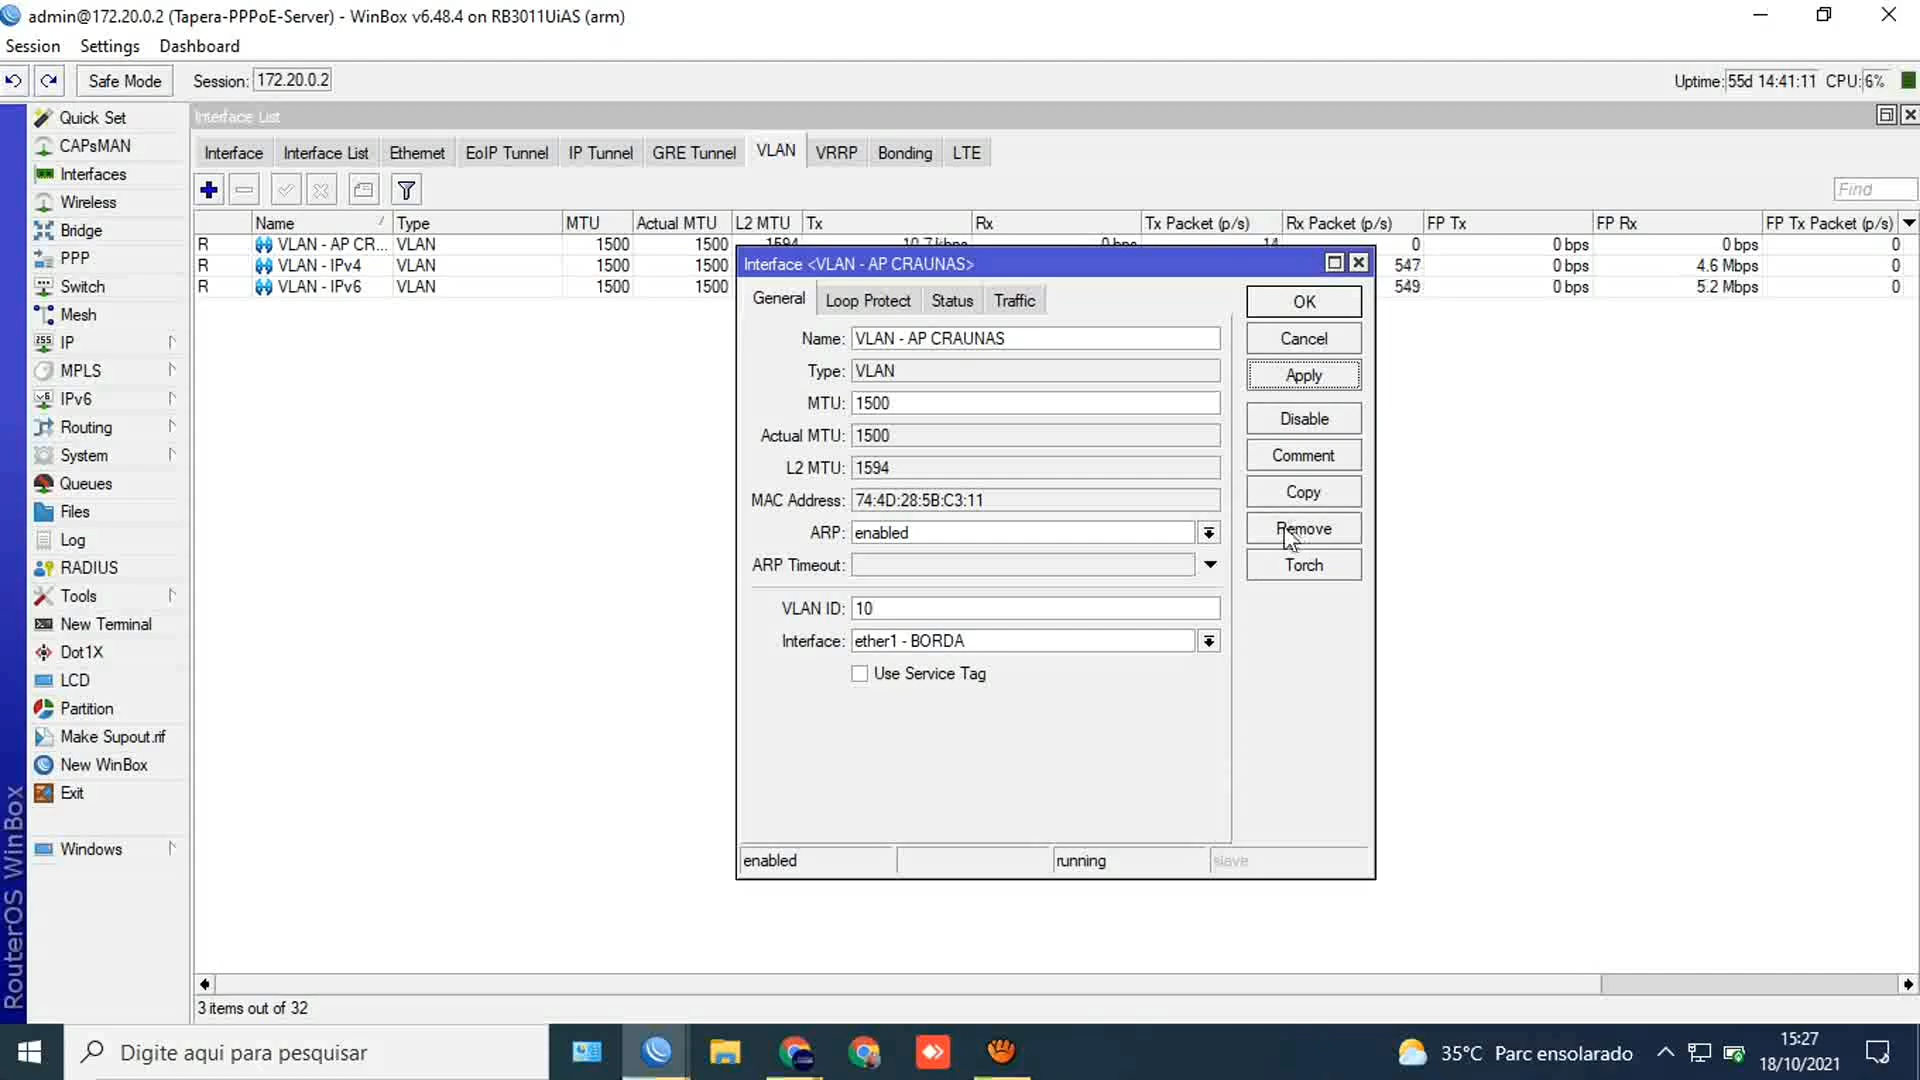 admin@172.20.0.2 (Tapera-PPPoE-Server) - WinBox v6.48.4 on RB3011UiAS (arm)
Session Settings Dashboard
Safe Mode Session: 172.20.0.2 Uptime: 55d 14:41:11 CPU: 6%
Interface List
Interface Interface List Ethernet EoIP Tunnel IP Tunnel GRE Tunnel VLAN VRRP Bonding LTE
Find
Name / Type MTU Actual MTU L2 MTU Tx Rx Tx Packet (p/s) Rx Packet (p/s) FP Tx FP Rx FP Tx Packet (p/s)
R VLAN - AP CR... VLAN 1500 1500 1594 10.7 kbps 0 bps 14 0 0 bps 0 bps 0
R VLAN - IPv4 VLAN 1500 1500 547 0 bps 4.6 Mbps 0
R VLAN - IPv6 VLAN 1500 1500 549 0 bps 5.2 Mbps 0
Quick Set
CAPsMAN
Interfaces
Wireless
Bridge
PPP
Switch
Mesh
IP
MPLS
IPv6
Routing
System
Queues
Files
Log
RADIUS
Tools
New Terminal
Dot1X
LCD
Partition
Make Supout.rif
New WinBox
Exit
Windows
RouterOS WinBox
Interface <VLAN - AP CRAUNAS>
General Loop Protect Status Traffic
Name: VLAN - AP CRAUNAS
Type: VLAN
MTU: 1500
Actual MTU: 1500
L2 MTU: 1594
MAC Address: 74:4D:28:5B:C3:11
ARP: enabled
ARP Timeout:
VLAN ID: 10
Interface: ether1 - BORDA
Use Service Tag
OK
Cancel
Apply
Disable
Comment
Copy
Remove
Torch
enabled running slave
3 items out of 32
Digite aqui para pesquisar
35°C Parc ensolarado
15:27
18/10/2021